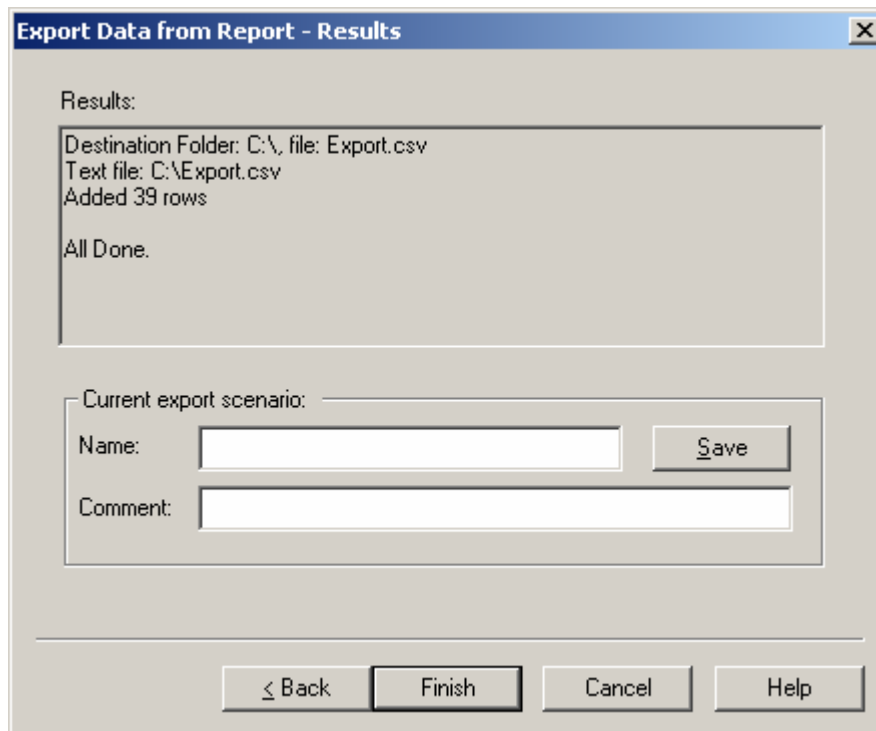 Export Data from Report - Results
Results:
Destination Folder: C:\, file: Export.csv
Text file: C:\Export.csv
Added 39 rows
All Done.
Current export scenario:
Name:
Save
Comment:
< Back
Finish
Cancel
Help